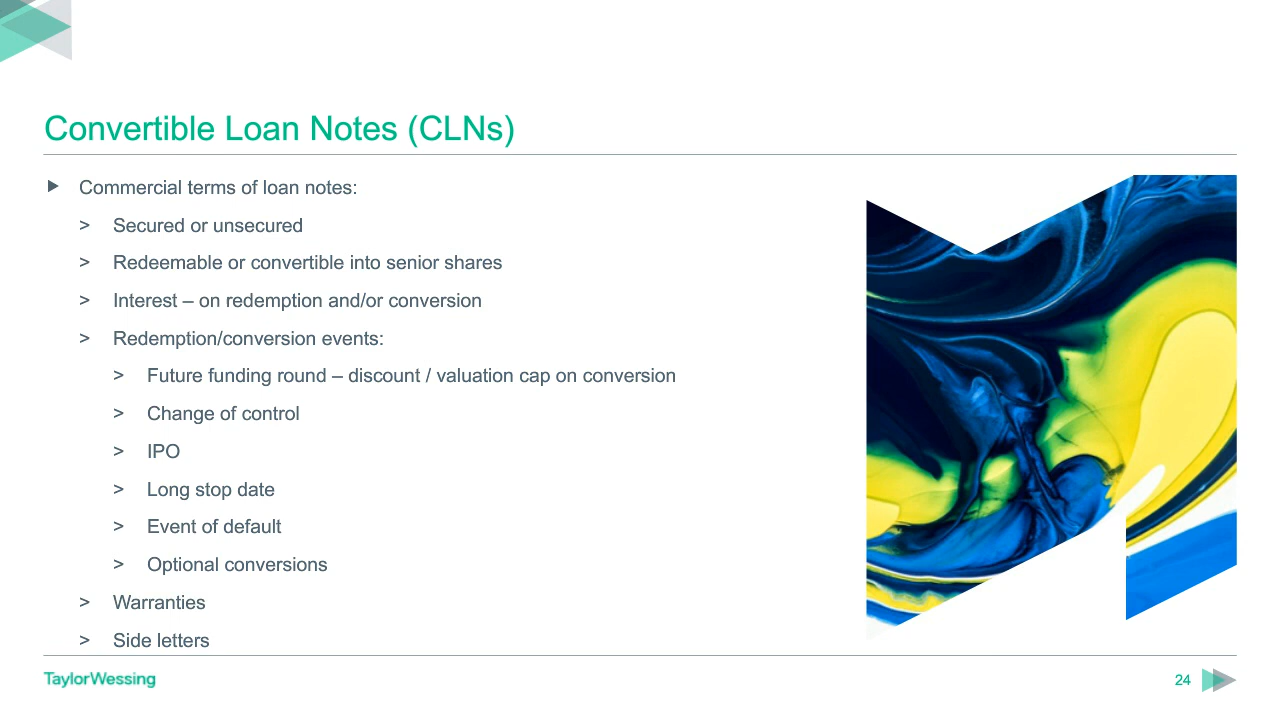 Convertible Loan Notes (CLNs)
Commercial terms of loan notes:
> Secured or unsecured
> Redeemable or convertible into senior shares
> Interest – on redemption and/or conversion
> Redemption/conversion events:
> Future funding round – discount / valuation cap on conversion
> Change of control
> IPO
> Long stop date
> Event of default
> Optional conversions
> Warranties
> Side letters
TaylorWessing
24